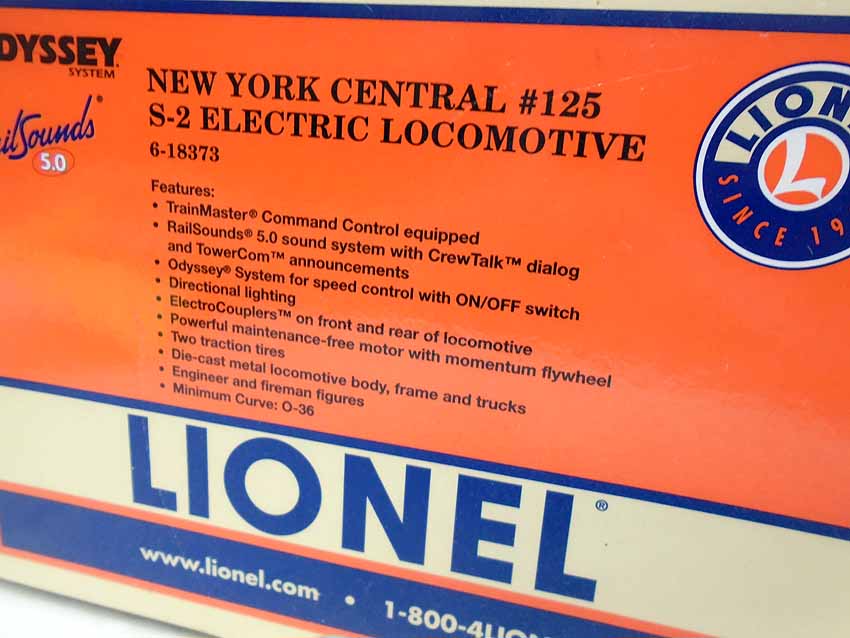 DYSSEY
SYSTEM
ilSounds®
5.0
NEW YORK CENTRAL #125
S-2 ELECTRIC LOCOMOTIVE
6-18373
Features:
• TrainMaster® Command Control equipped
• RailSounds® 5.0 sound system with CrewTalk™ dialog
and TowerCom™ announcements
• Odyssey® System for speed control with ON/OFF switch
• Directional lighting
• ElectroCouplers™ on front and rear of locomotive
• Powerful maintenance-free motor with momentum flywheel
• Two traction tires
• Die-cast metal locomotive body, frame and trucks
• Engineer and fireman figures
• Minimum Curve: O-36
LIONEL
L
SINCE 19
LIONEL®
www.lionel.com • 1-800-4LION